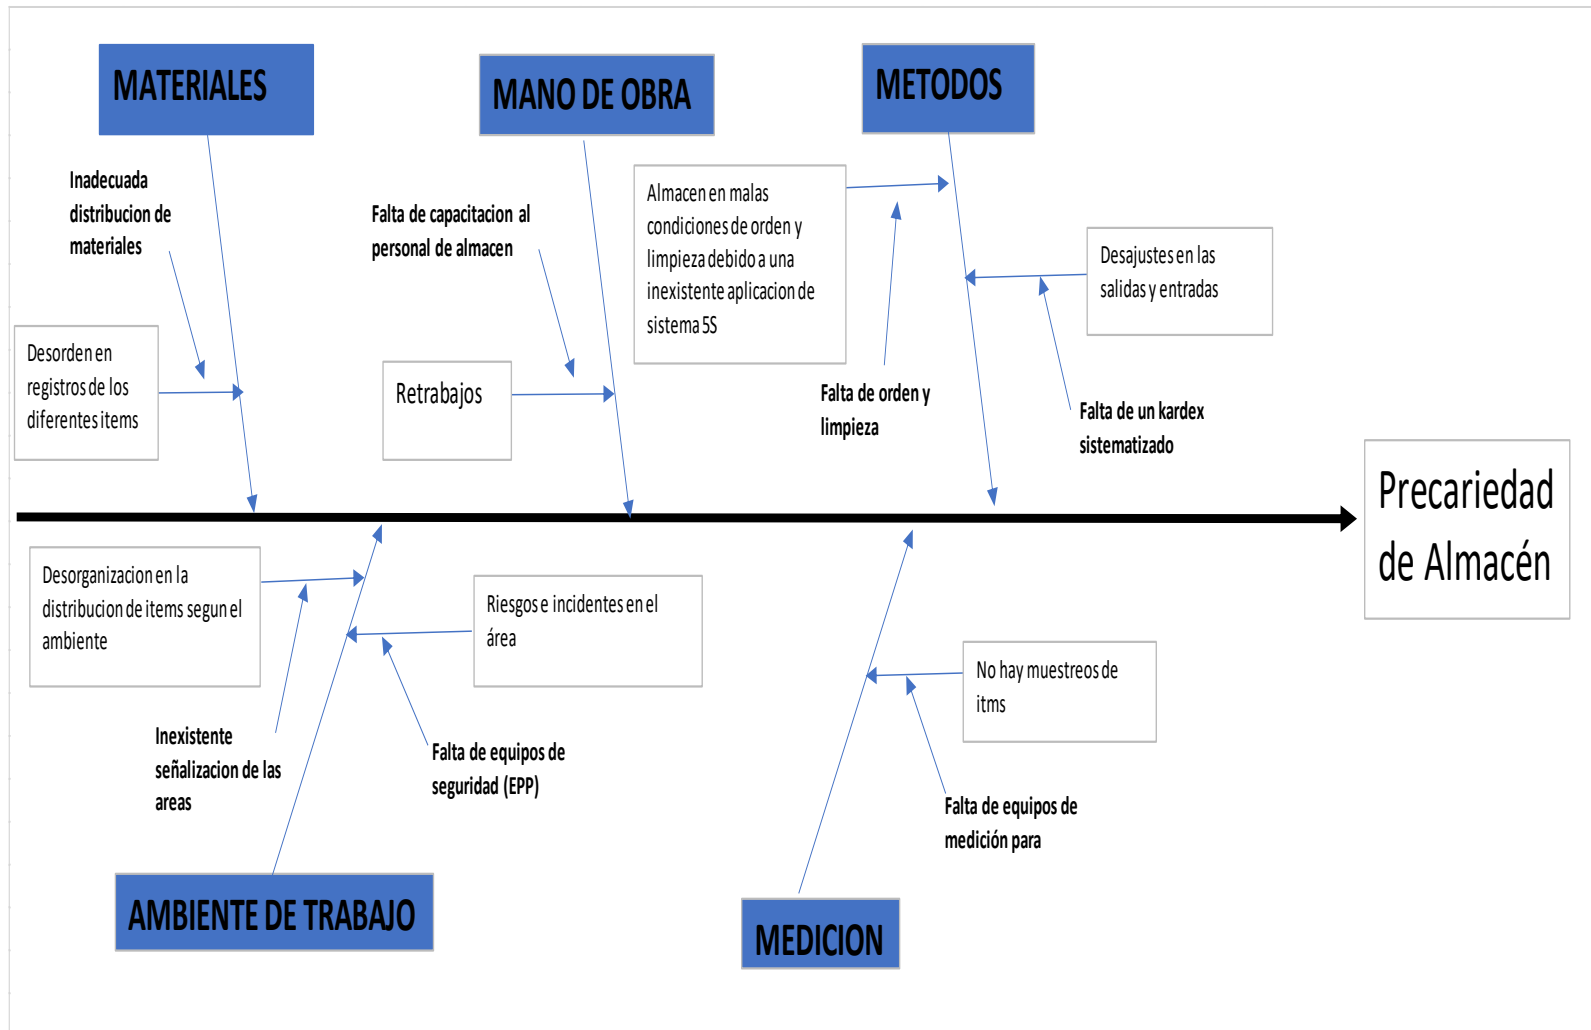 MATERIALES
MANO DE OBRA
METODOS
Inadecuada
distribucion de
materiales
Falta de capacitacion al
personal de almacen
Almacen en malas
condiciones de orden y
limpieza debido a una
inexistente aplicacion de
sistema 5S
Desajustes en las
salidas y entradas
Desorden en
registros de los
diferentes items
Retrabajos
Falta de orden y
limpieza
Falta de un kardex
sistematizado
Precariedad
de Almacén
Desorganizacion en la
distribucion de items segun el
ambiente
Riesgos e incidentes en el
área
No hay muestreos de
itms
Inexistente
señalizacion de las
areas
Falta de equipos de
seguridad (EPP)
Falta de equipos de
medición para
AMBIENTE DE TRABAJO
MEDICION